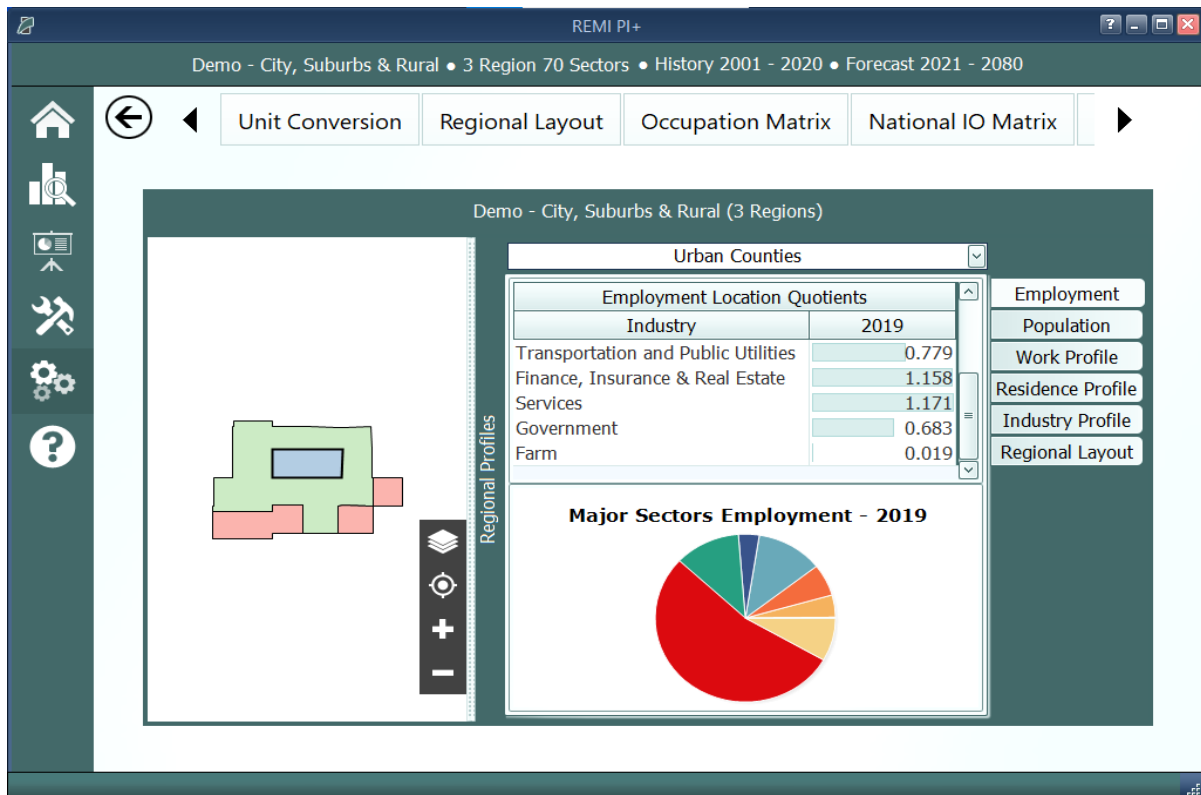 REMI PI+
Demo - City, Suburbs & Rural ● 3 Region 70 Sectors ● History 2001 - 2020 ● Forecast 2021 - 2080
Unit Conversion Regional Layout Occupation Matrix National IO Matrix
Demo - City, Suburbs & Rural (3 Regions)
Regional Profiles
Urban Counties
Employment Location Quotients
Industry 2019
Transportation and Public Utilities 0.779
Finance, Insurance & Real Estate 1.158
Services 1.171
Government 0.683
Farm 0.019
Major Sectors Employment - 2019
Employment
Population
Work Profile
Residence Profile
Industry Profile
Regional Layout